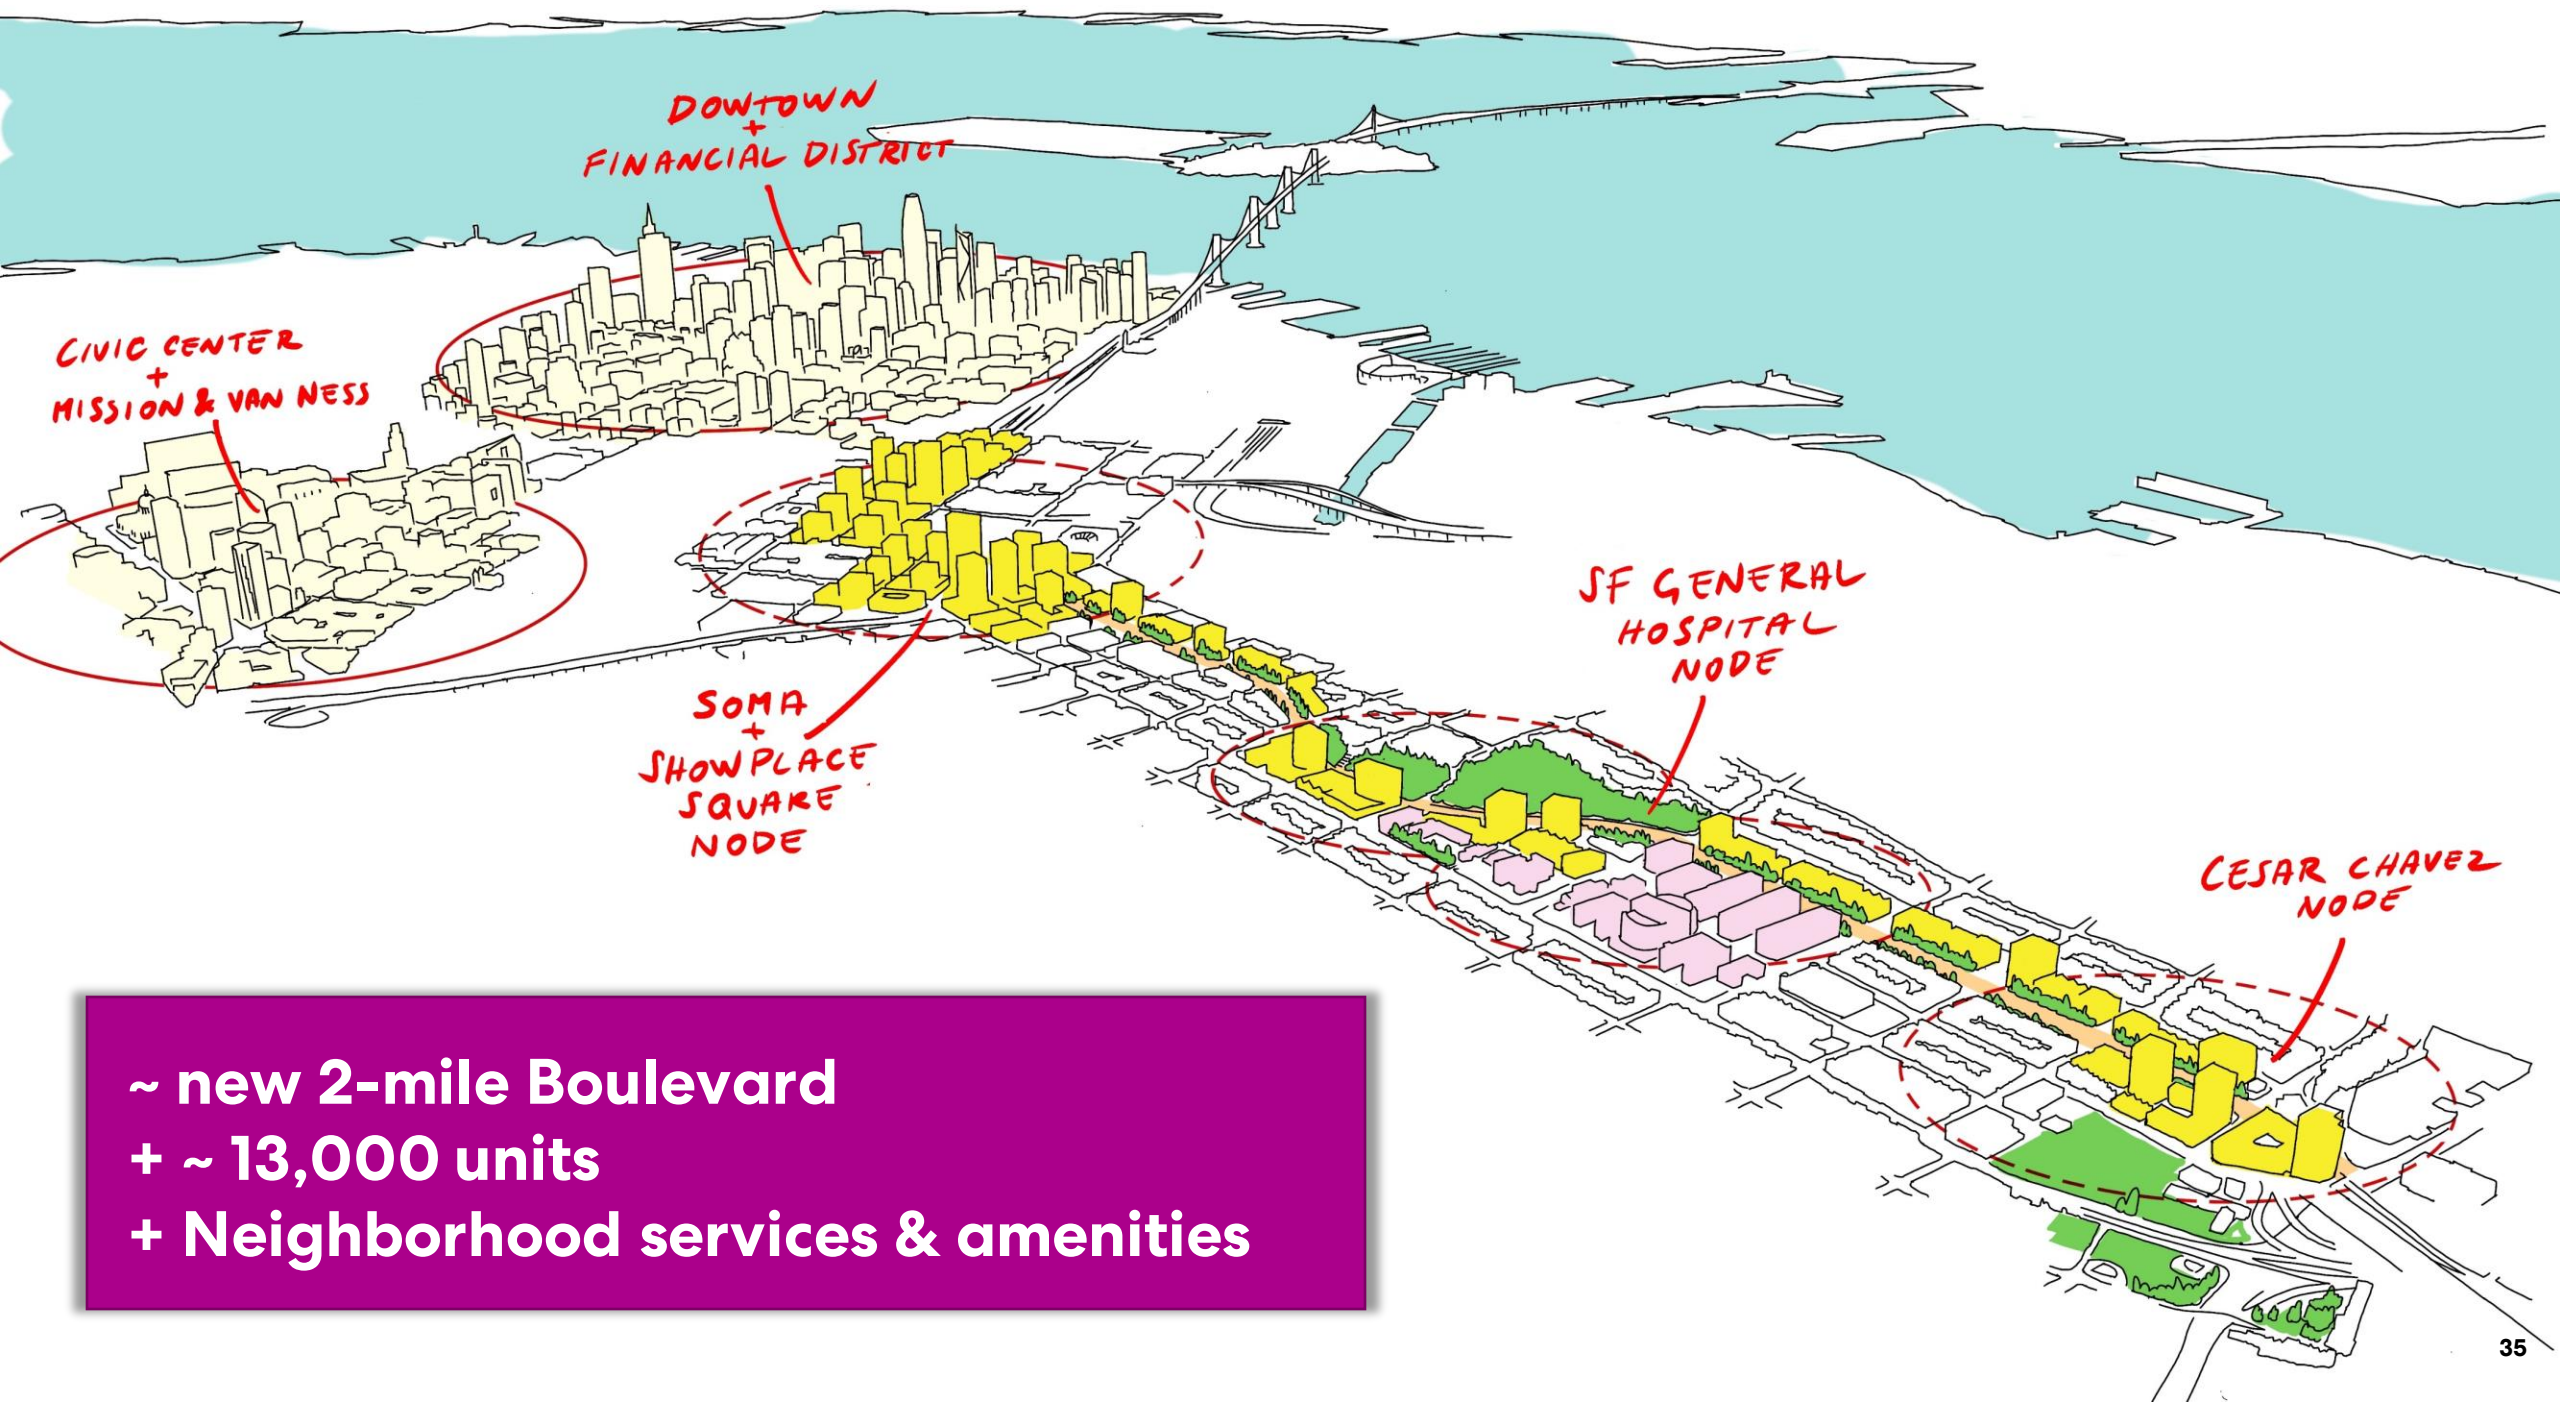 DOWTOWN
+
FINANCIAL DISTRICT
CIVIC CENTER
+
MISSION & VAN NESS
SOMA
+
SHOWPLACE
SQUARE
NODE
SF GENERAL
HOSPITAL
NODE
CESAR CHAVEZ
NODE
~ new 2-mile Boulevard
+ ~ 13,000 units
+ Neighborhood services & amenities
35